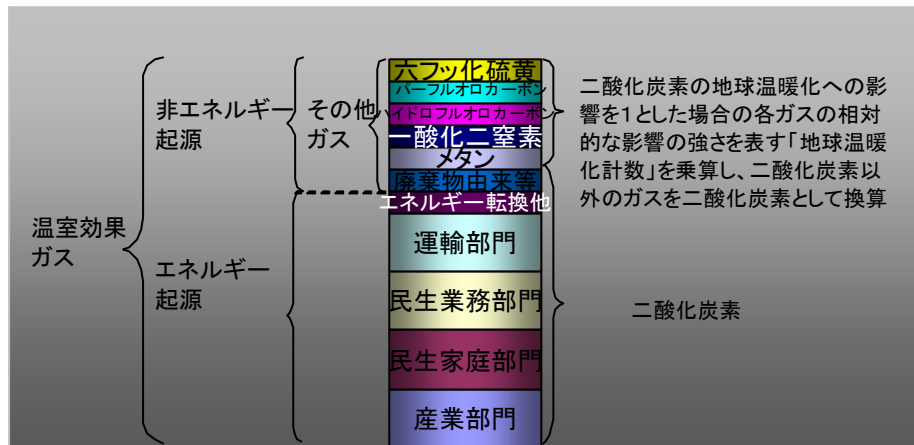 温室効果
ガス
非エネルギー
起源
エネルギー
起源
その他
ガス
六フッ化硫黄
パーフルオロカーボン
ハイドロフルオロカーボン
一酸化二窒素
メタン
廃棄物由来等
エネルギー転換他
運輸部門
民生業務部門
民生家庭部門
産業部門
二酸化炭素の地球温暖化への影
響を1とした場合の各ガスの相対
的な影響の強さを表す「地球温暖
化計数」を乗算し、二酸化炭素以
外のガスを二酸化炭素として換算
二酸化炭素